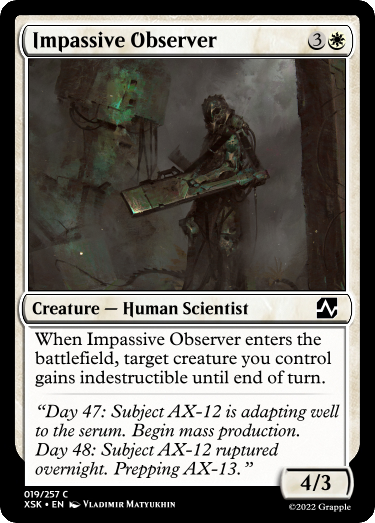 Impassive Observer 3
Creature — Human Scientist
When Impassive Observer enters the
battlefield, target creature you control
gains indestructible until end of turn.
“Day 47: Subject AX-12 is adapting well
to the serum. Begin mass production.
Day 48: Subject AX-12 ruptured
overnight. Prepping AX-13.”
4/3
019/257 C
XSK • EN Vladimir Matyukhin
©2022 Grapple